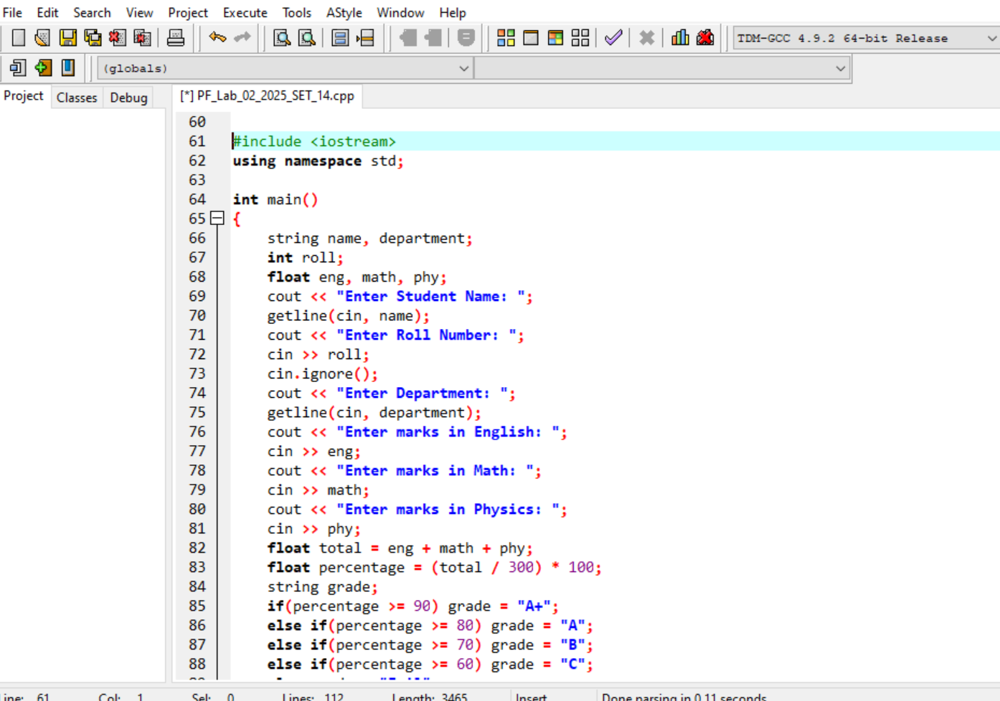 File Edit Search View Project Execute Tools AStyle Window Help
TDM-GCC 4.9.2 64-bit Release
(globals)
Project Classes Debug [*] PF_Lab_02_2025_SET_14.cpp
60
61 #include <iostream>
62 using namespace std;
63
64 int main()
65 {
66 string name, department;
67 int roll;
68 float eng, math, phy;
69 cout << "Enter Student Name: ";
70 getline(cin, name);
71 cout << "Enter Roll Number: ";
72 cin >> roll;
73 cin.ignore();
74 cout << "Enter Department: ";
75 getline(cin, department);
76 cout << "Enter marks in English: ";
77 cin >> eng;
78 cout << "Enter marks in Math: ";
79 cin >> math;
80 cout << "Enter marks in Physics: ";
81 cin >> phy;
82 float total = eng + math + phy;
83 float percentage = (total / 300) * 100;
84 string grade;
85 if(percentage >= 90) grade = "A+";
86 else if(percentage >= 80) grade = "A";
87 else if(percentage >= 70) grade = "B";
88 else if(percentage >= 60) grade = "C";
Line: 61 Col: 1 Sel: 0 Lines: 112 Length: 3465 Insert Done parsing in 0.11 seconds